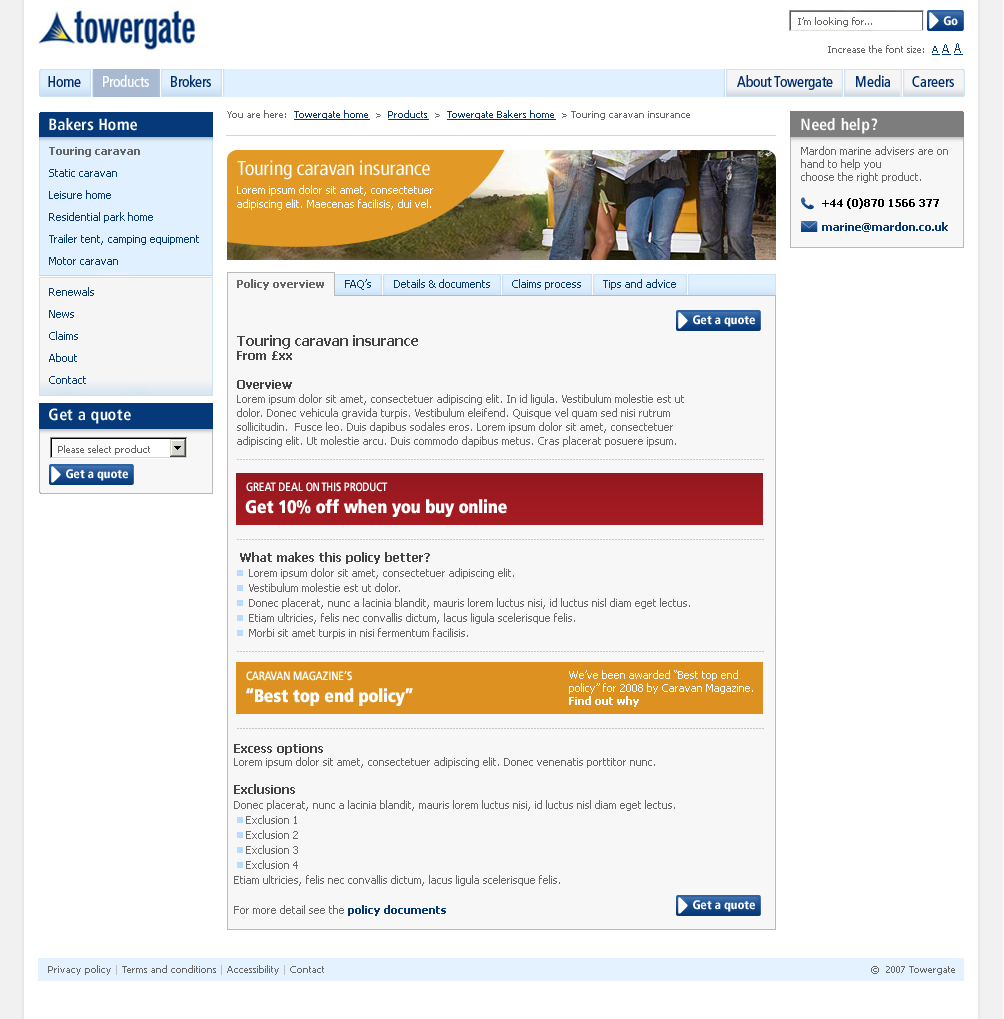 towergate
I'm looking for...
Go
Increase the font size: A A A
Home
Products
Brokers
About Towergate
Media
Careers
Bakers Home
Touring caravan
Static caravan
Leisure home
Residential park home
Trailer tent, camping equipment
Motor caravan
Renewals
News
Claims
About
Contact
Get a quote
Please select product
Get a quote
You are here: Towergate home > Products > Towergate Bakers home > Touring caravan insurance
Touring caravan insurance
Lorem ipsum dolor sit amet, consectetuer
adipiscing elit. Maecenas facilisis, dui vel.
Policy overview
FAQ's
Details & documents
Claims process
Tips and advice
Get a quote
Touring caravan insurance
From £xx
Overview
Lorem ipsum dolor sit amet, consectetuer adipiscing elit. In id ligula. Vestibulum molestie est ut
dolor. Donec vehicula gravida turpis. Vestibulum eleifend. Quisque vel quam sed nisi rutrum
sollicitudin. Fusce leo. Duis dapibus sodales eros. Lorem ipsum dolor sit amet, consectetuer
adipiscing elit. Ut molestie arcu. Duis commodo dapibus metus. Cras placerat posuere ipsum.
GREAT DEAL ON THIS PRODUCT
Get 10% off when you buy online
What makes this policy better?
Lorem ipsum dolor sit amet, consectetuer adipiscing elit.
Vestibulum molestie est ut dolor.
Donec placerat, nunc a lacinia blandit, mauris lorem luctus nisi, id luctus nisl diam eget lectus.
Etiam ultricies, felis nec convallis dictum, lacus ligula scelerisque felis.
Morbi sit amet turpis in nisi fermentum facilisis.
CARAVAN MAGAZINE'S
“Best top end policy”
We've been awarded “Best top end
policy” for 2008 by Caravan Magazine.
Find out why
Excess options
Lorem ipsum dolor sit amet, consectetuer adipiscing elit. Donec venenatis porttitor nunc.
Exclusions
Donec placerat, nunc a lacinia blandit, mauris lorem luctus nisi, id luctus nisl diam eget lectus.
Exclusion 1
Exclusion 2
Exclusion 3
Exclusion 4
Etiam ultricies, felis nec convallis dictum, lacus ligula scelerisque felis.
For more detail see the policy documents
Get a quote
Need help?
Mardon marine advisers are on
hand to help you
choose the right product.
+44 (0)870 1566 377
marine@mardon.co.uk
Privacy policy | Terms and conditions | Accessibility | Contact
© 2007 Towergate